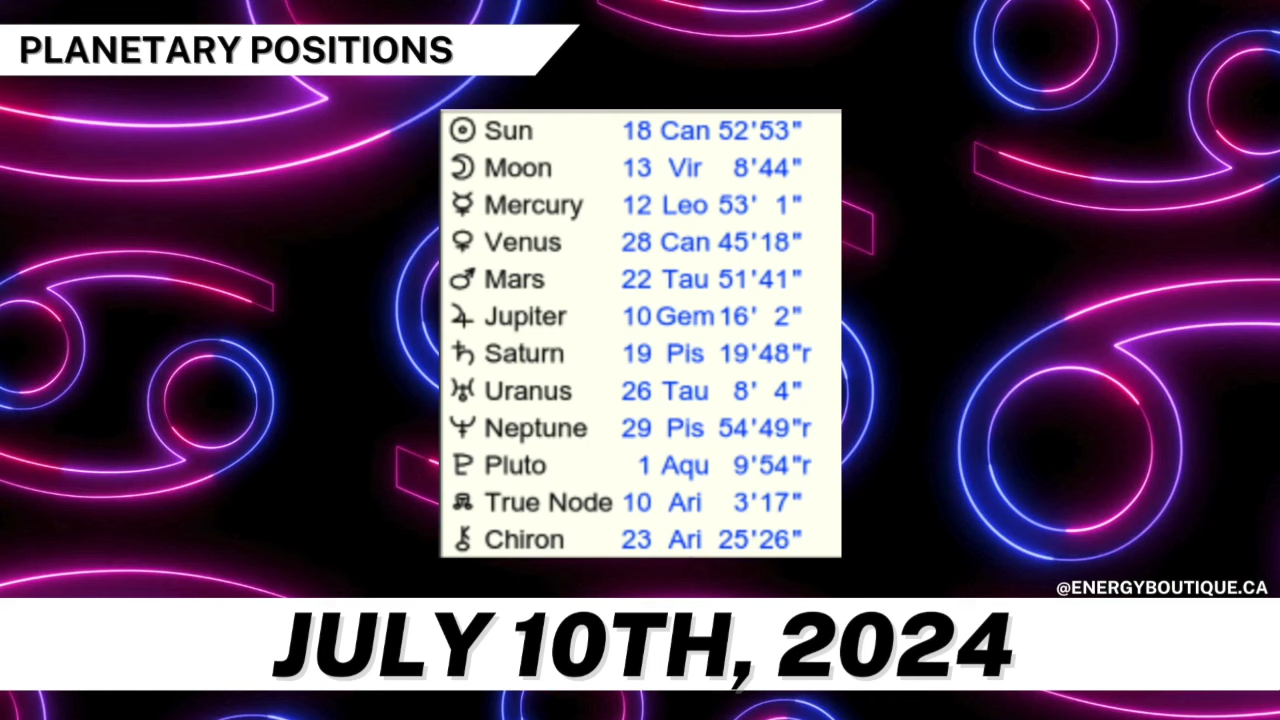 PLANETARY POSITIONS
☉ Sun 18 Can 52'53"
☽ Moon 13 Vir 8'44"
☿ Mercury 12 Leo 53' 1"
♀ Venus 28 Can 45'18"
♂ Mars 22 Tau 51'41"
♃ Jupiter 10 Gem 16' 2"
♄ Saturn 19 Pis 19'48"r
♅ Uranus 26 Tau 8' 4"
♆ Neptune 29 Pis 54'49"r
♇ Pluto 1 Aqu 9'54"r
☊ True Node 10 Ari 3'17"
⚷ Chiron 23 Ari 25'26"
@ENERGYBOUTIQUE.CA
JULY 10TH, 2024